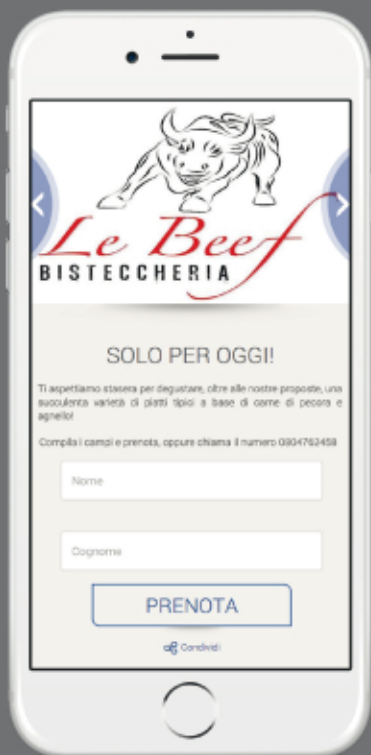 Le Beef
BISTECCHERIA
SOLO PER OGGI!
Ti aspettiamo stasera per degustare, oltre alle nostre proposte, una
succulenta varietà di piatti tipici a base di carne di pecora e
agnello!
Compila i campi e prenota, oppure chiama il numero 0804762458
Nome
Cognome
PRENOTA
Condividi